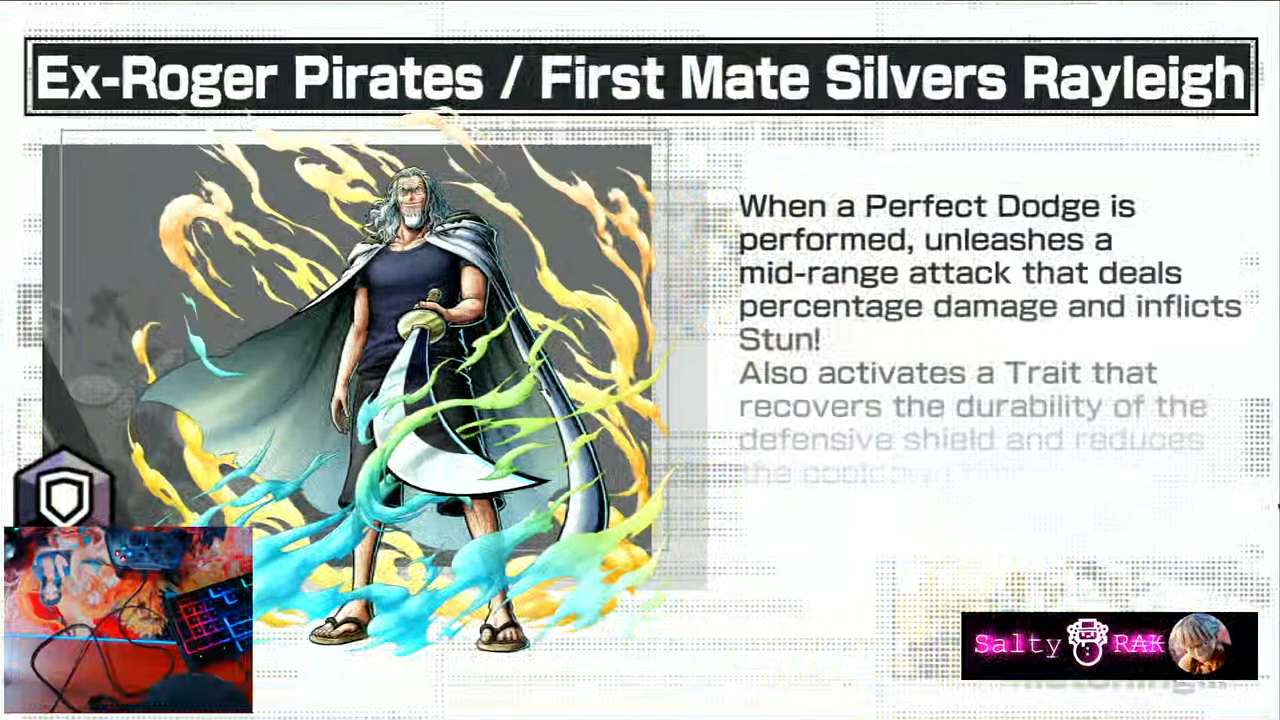 Ex-Roger Pirates / First Mate Silvers Rayleigh
When a Perfect Dodge is
performed, unleashes a
mid-range attack that deals
percentage damage and inflicts
Stun!
Also activates a Trait that
recovers the durability of the
defensive shield and reduces
the cooldown
Salty RAK